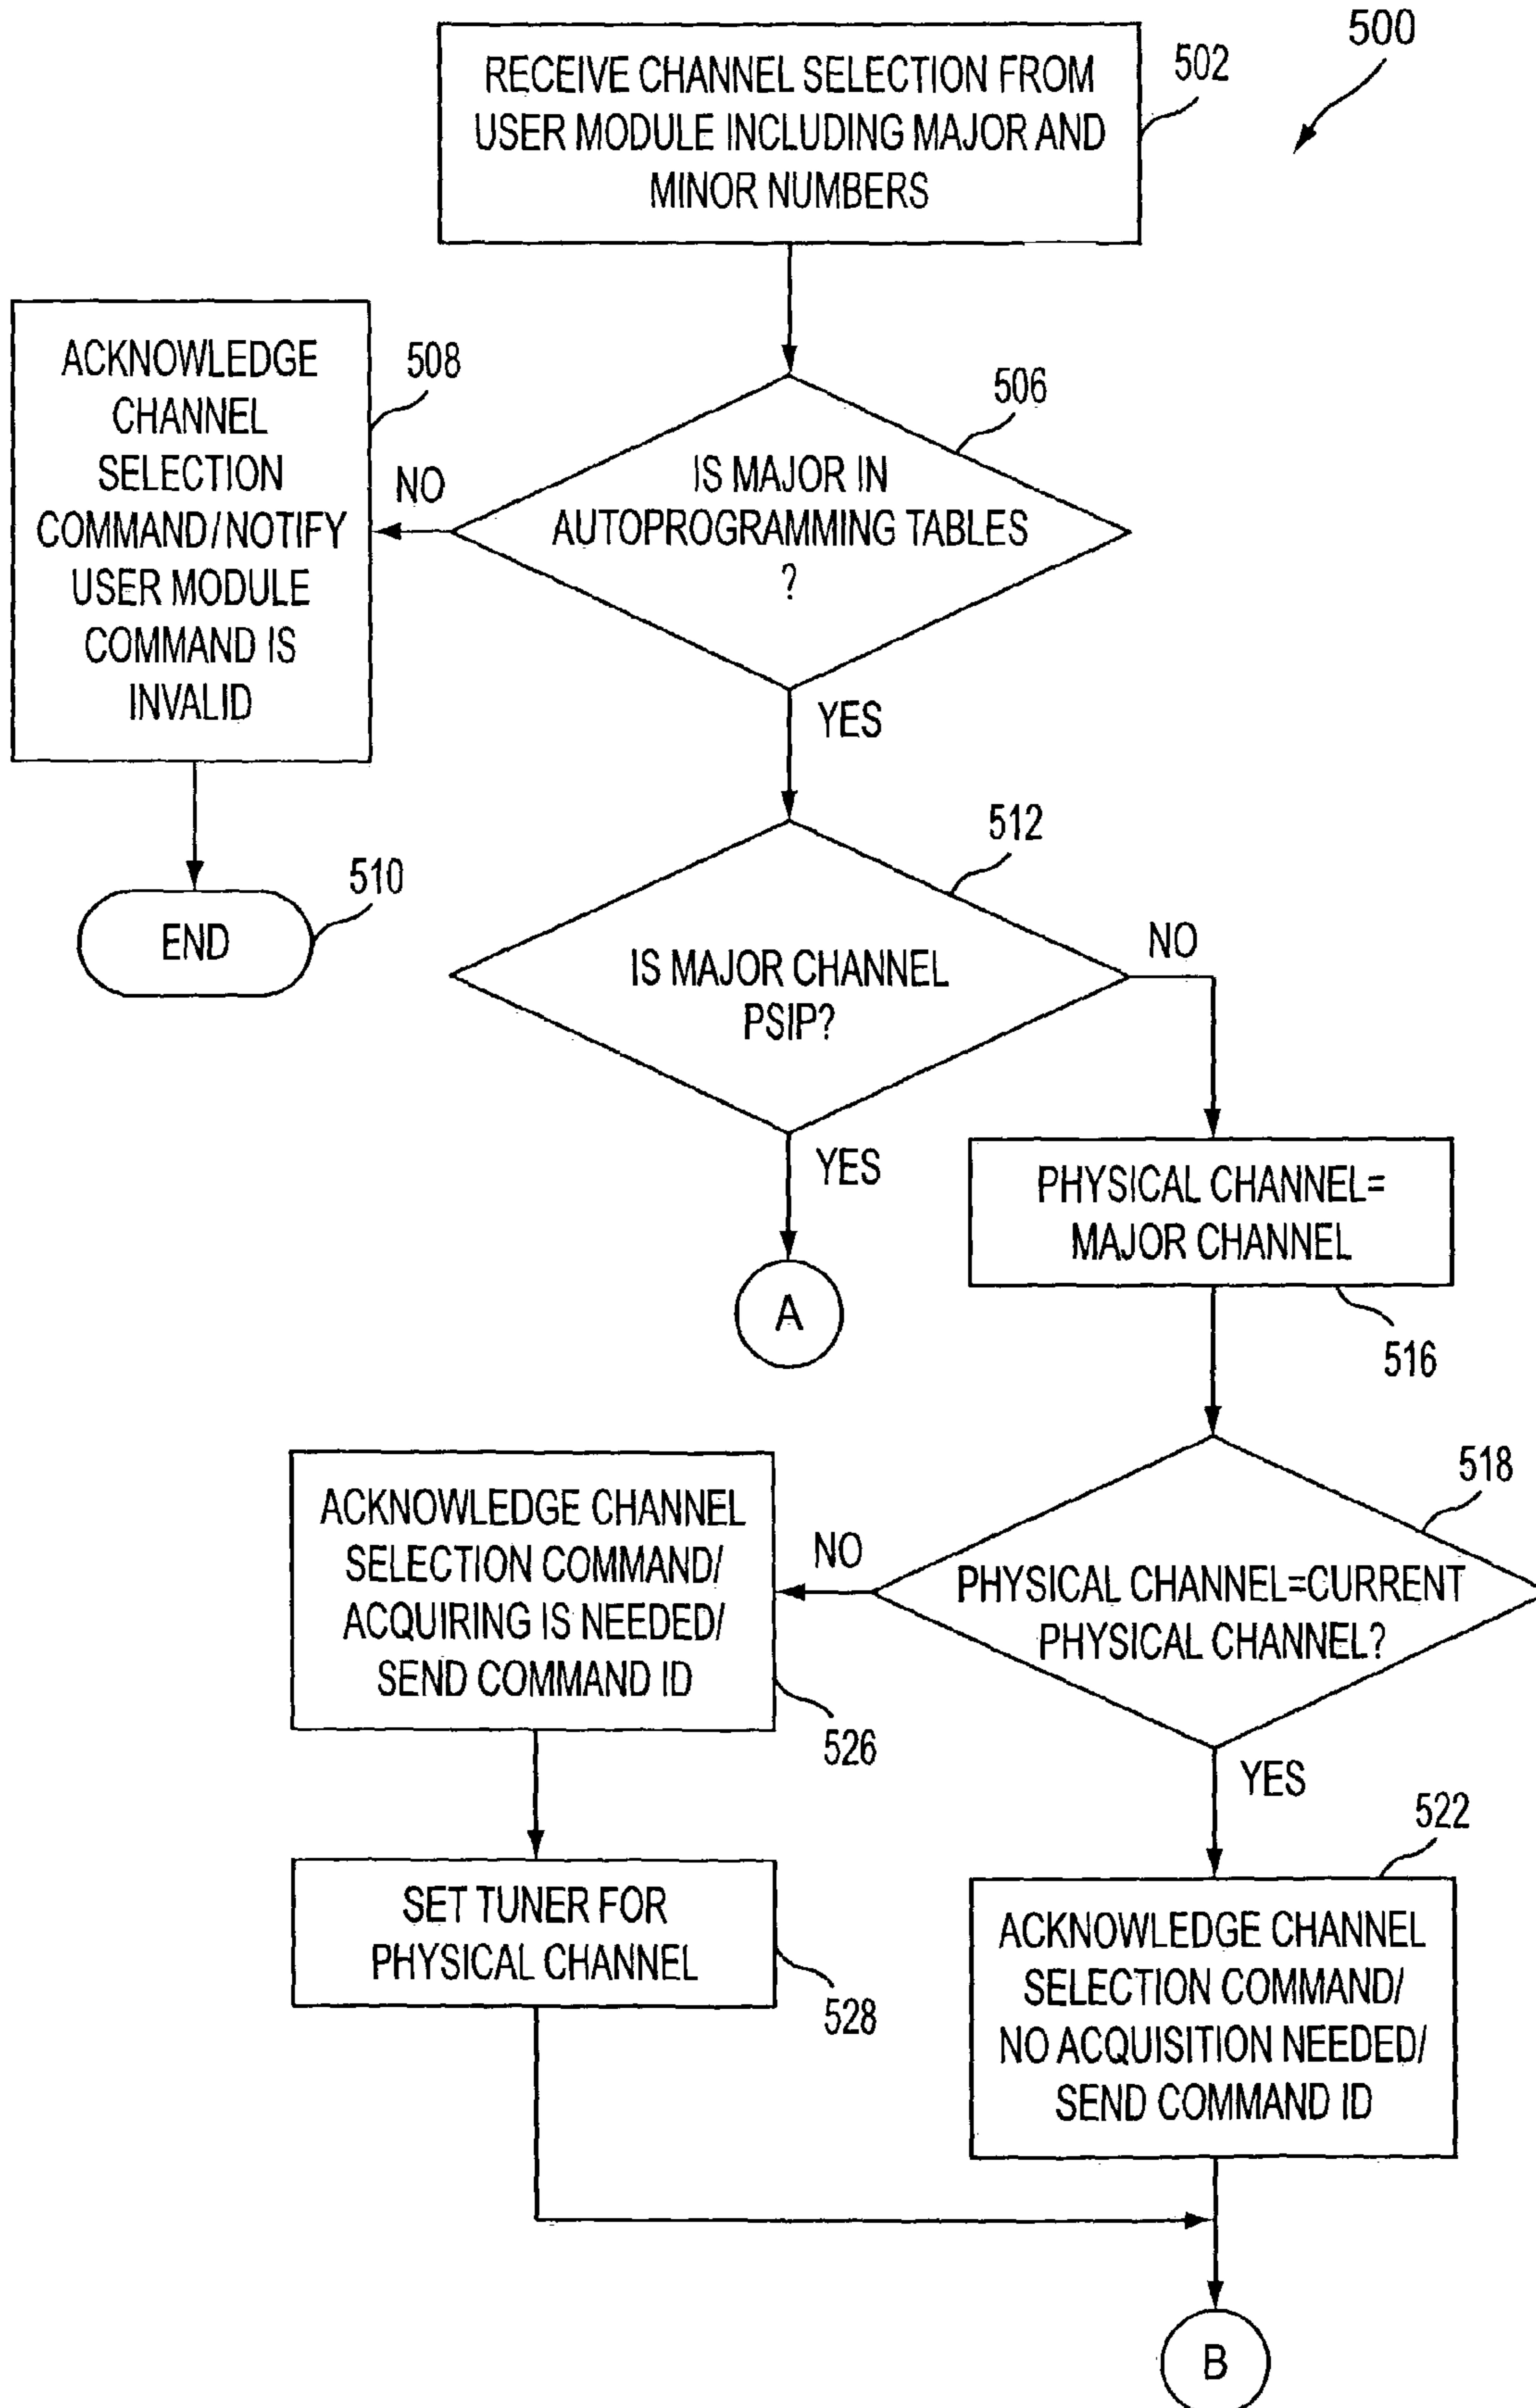 500
RECEIVE CHANNEL SELECTION FROM
USER MODULE INCLUDING MAJOR AND
MINOR NUMBERS
502
ACKNOWLEDGE
CHANNEL
SELECTION
COMMAND/NOTIFY
USER MODULE
COMMAND IS
INVALID
508
NO
IS MAJOR IN
AUTOPROGRAMMING TABLES
?
506
YES
END
510
IS MAJOR CHANNEL
PSIP?
512
NO
YES
A
PHYSICAL CHANNEL=
MAJOR CHANNEL
516
PHYSICAL CHANNEL=CURRENT
PHYSICAL CHANNEL?
518
NO
YES
ACKNOWLEDGE CHANNEL
SELECTION COMMAND/
ACQUIRING IS NEEDED/
SEND COMMAND ID
526
SET TUNER FOR
PHYSICAL CHANNEL
528
522
ACKNOWLEDGE CHANNEL
SELECTION COMMAND/
NO ACQUISITION NEEDED/
SEND COMMAND ID
B